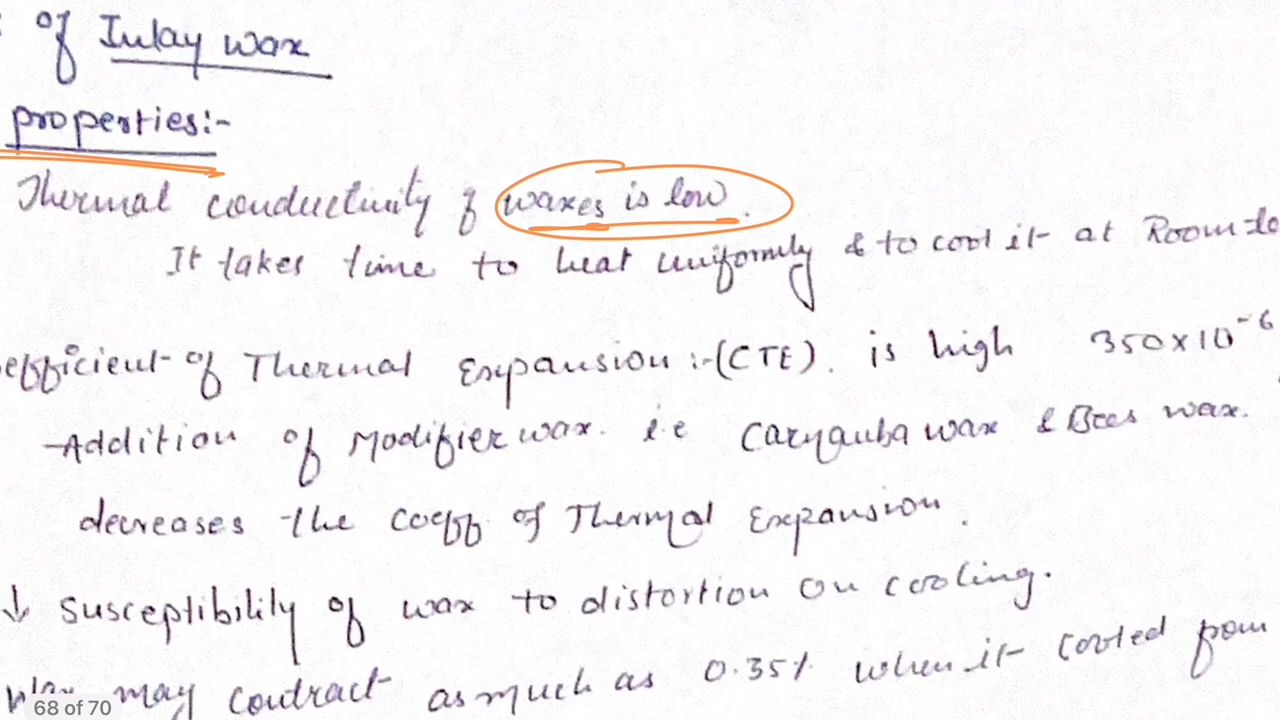 : of Inlay wax
properties:-
Thermal conductivity of waxes is low.
It takes time to heat uniformly & to cool it at Room te
efficient of Thermal Expansion :-(CTE). is high 350x10-6
-Addition of Modifier wax. i.e Carnauba wax & Bees wax.
decreases the coeff of Thermal Expansion.
↓ susceptibility of wax to distortion on cooling.
Wax may contract as much as 0.35% when it cooled from
68 of 70